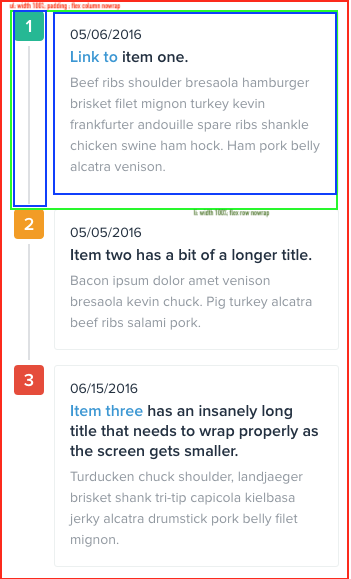 ul. width 100%, padding , flex column nowrap
1
05/06/2016
Link to item one.
Beef ribs shoulder bresaola hamburger
brisket filet mignon turkey kevin
frankfurter andouille spare ribs shankle
chicken swine ham hock. Ham pork belly
alcatra venison.
li. width 100%, flex row nowrap
2
05/05/2016
Item two has a bit of a longer title.
Bacon ipsum dolor amet venison
bresaola kevin chuck. Pig turkey alcatra
beef ribs salami pork.
3
06/15/2016
Item three has an insanely long
title that needs to wrap properly as
the screen gets smaller.
Turducken chuck shoulder, landjaeger
brisket shank tri-tip capicola kielbasa
jerky alcatra drumstick pork belly filet
mignon.